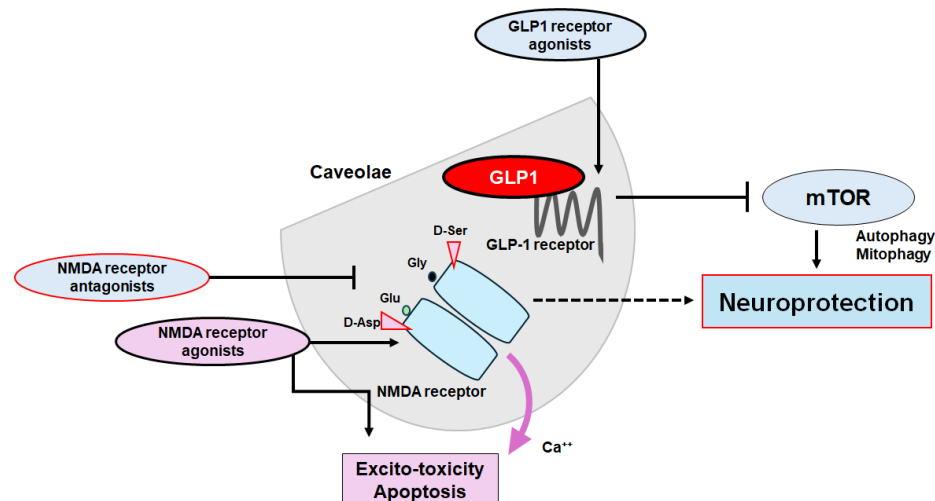 GLP1 receptor
agonists
Caveolae
GLP1
mTOR
D-Ser
GLP-1 receptor
Autophagy
Mitophagy
Gly
NMDA receptor
antagonists
Glu
Neuroprotection
D-Asp
NMDA receptor
agonists
NMDA receptor
Ca⁺⁺
Excito-toxicity
Apoptosis